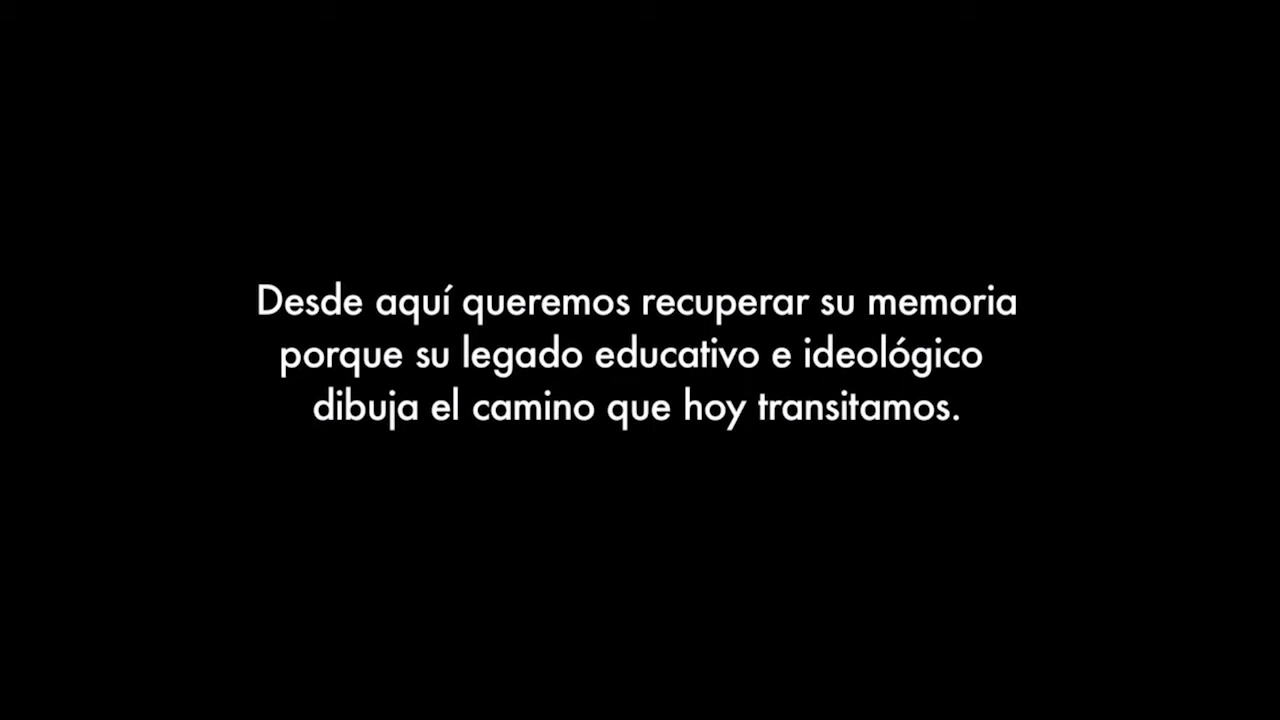 Desde aquí queremos recuperar su memoria
porque su legado educativo e ideológico
dibuja el camino que hoy transitamos.